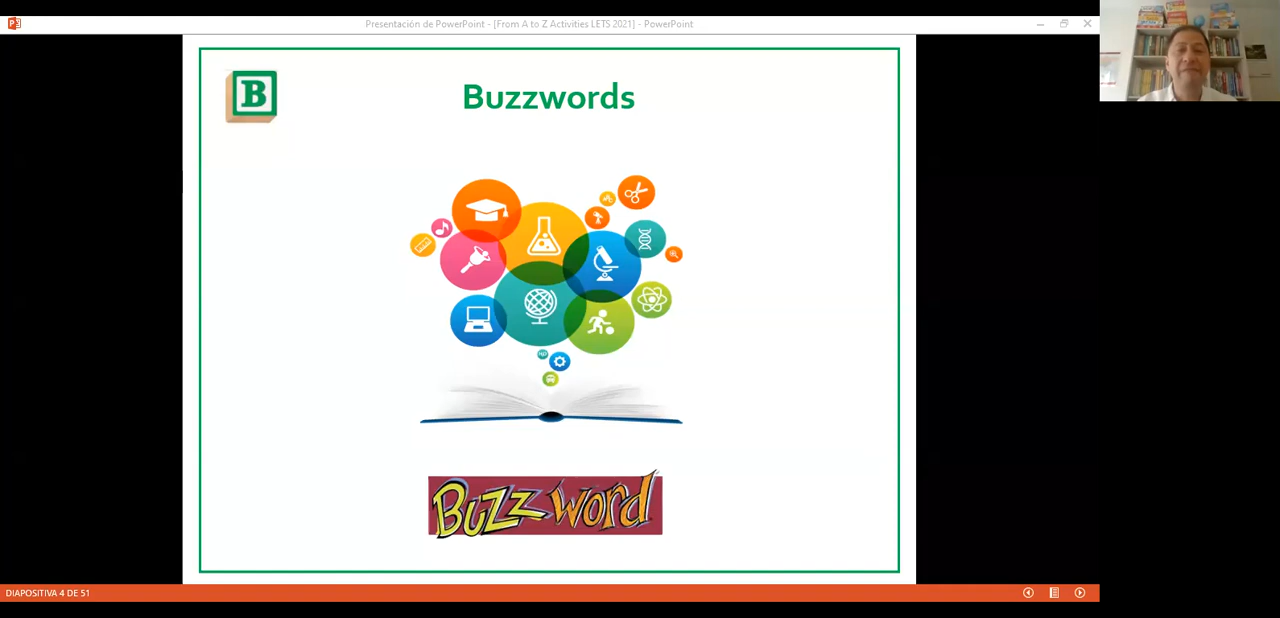 Presentación de PowerPoint - [From A to Z Activities LETS 2021] - PowerPoint
B
Buzzwords
BuZz word
DIAPOSITIVA 4 DE 51